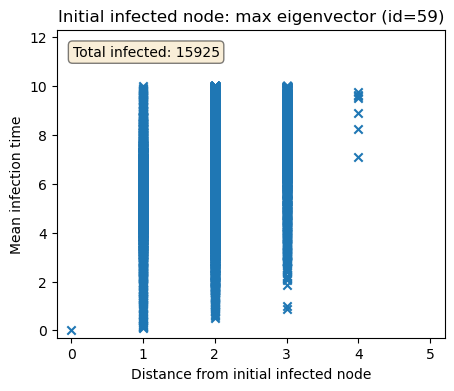 Initial infected node: max eigenvector (id=59)
Total infected: 15925
Mean infection time
12
10
8
6
4
2
0
0 1 2 3 4 5
Distance from initial infected node